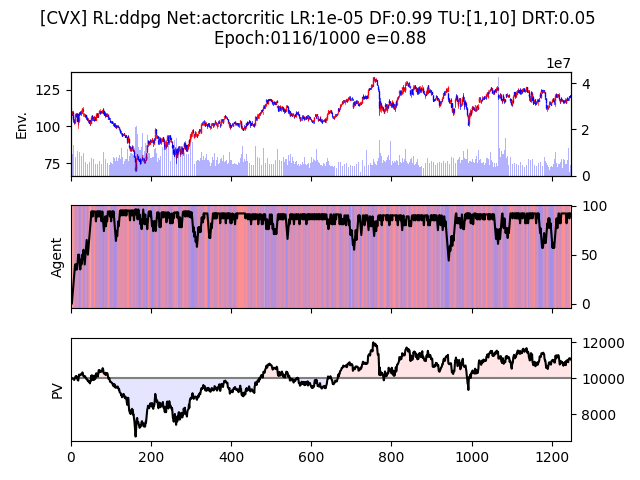 [CVX] RL:ddpg Net:actorcritic LR:1e-05 DF:0.99 TU:[1,10] DRT:0.05
Epoch:0116/1000 e=0.88
1e7
125
100
75
Env.
4
2
0
Agent
100
50
0
PV
12000
10000
8000
0 200 400 600 800 1000 1200